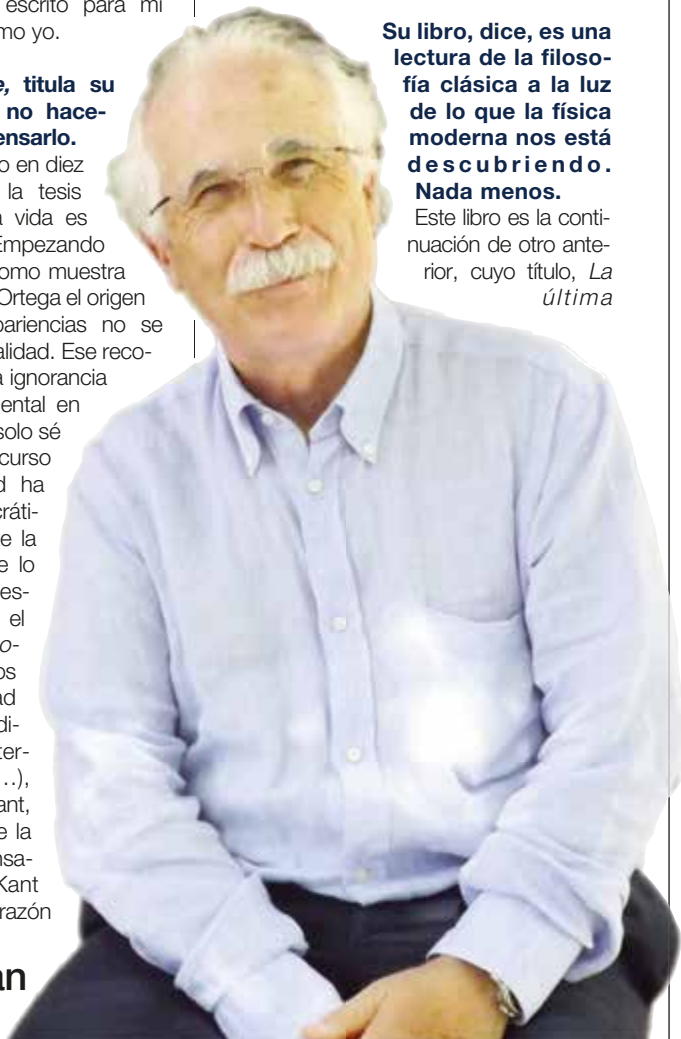 escrito para mi
mo yo.
e, titula su
no hace-
ensarlo.
o en diez
la tesis
a vida es
Empezando
omo muestra
Ortega el origen
pariencias no se
alidad. Ese reco-
a ignorancia
ental en
solo sé
curso
d ha
cráti-
e la
e lo
es-
el
o-
os
ad
di-
ter-
…),
ant,
e la
nsa-
Kant
razón
an
Su libro, dice, es una
lectura de la filoso-
fía clásica a la luz
de lo que la física
moderna nos está
descubriendo.
Nada menos.
Este libro es la conti-
nuación de otro ante-
rior, cuyo título, La
última